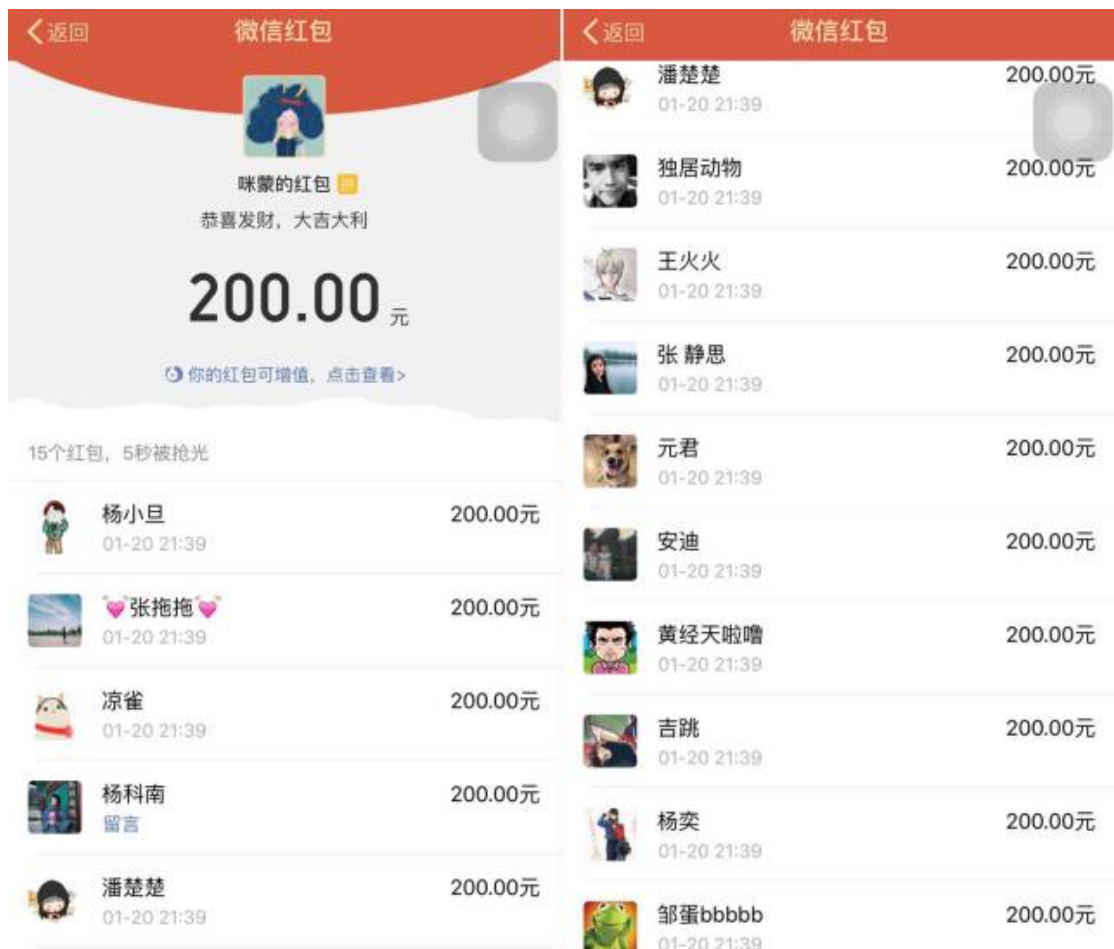 返回
微信红包
咪蒙的红包 拼
恭喜发财，大吉大利
200.00 元
你的红包可增值，点击查看>
15个红包，5秒被抢光
杨小旦 200.00元
01-20 21:39
💓张拖拖💓 200.00元
01-20 21:39
凉雀 200.00元
01-20 21:39
杨科南 200.00元
留言
潘楚楚 200.00元
01-20 21:39
返回
微信红包
潘楚楚 200.00元
01-20 21:39
独居动物 200.00元
01-20 21:39
王火火 200.00元
01-20 21:39
张 静思 200.00元
01-20 21:39
元君 200.00元
01-20 21:39
安迪 200.00元
01-20 21:39
黄经天啦噜 200.00元
01-20 21:39
吉跳 200.00元
01-20 21:39
杨奕 200.00元
01-20 21:39
邹蛋bbbbb 200.00元
01-20 21:39